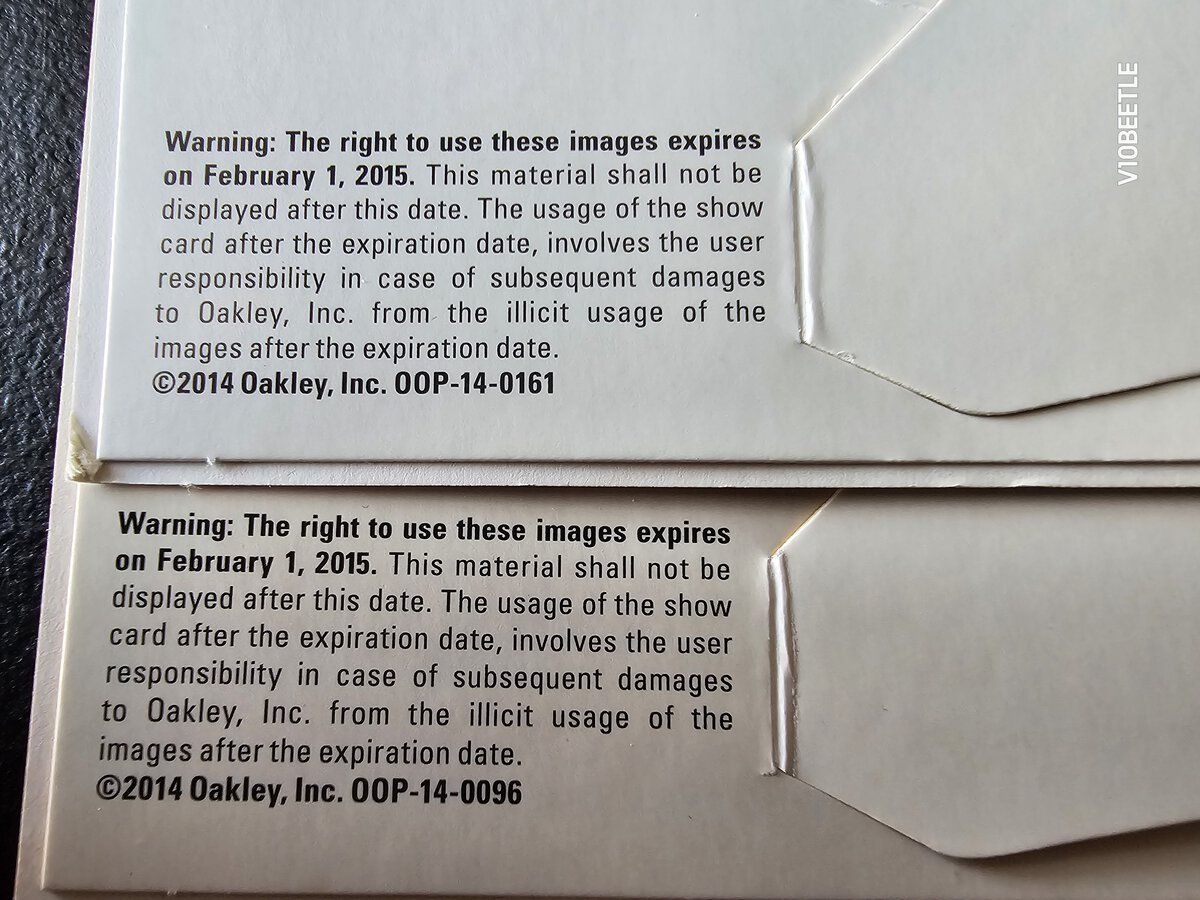 Warning: The right to use these images expires
on February 1, 2015. This material shall not be
displayed after this date. The usage of the show
card after the expiration date, involves the user
responsibility in case of subsequent damages
to Oakley, Inc. from the illicit usage of the
images after the expiration date.
©2014 Oakley, Inc. OOP-14-0161
V10BEETLE
Warning: The right to use these images expires
on February 1, 2015. This material shall not be
displayed after this date. The usage of the show
card after the expiration date, involves the user
responsibility in case of subsequent damages
to Oakley, Inc. from the illicit usage of the
images after the expiration date.
©2014 Oakley, Inc. OOP-14-0096